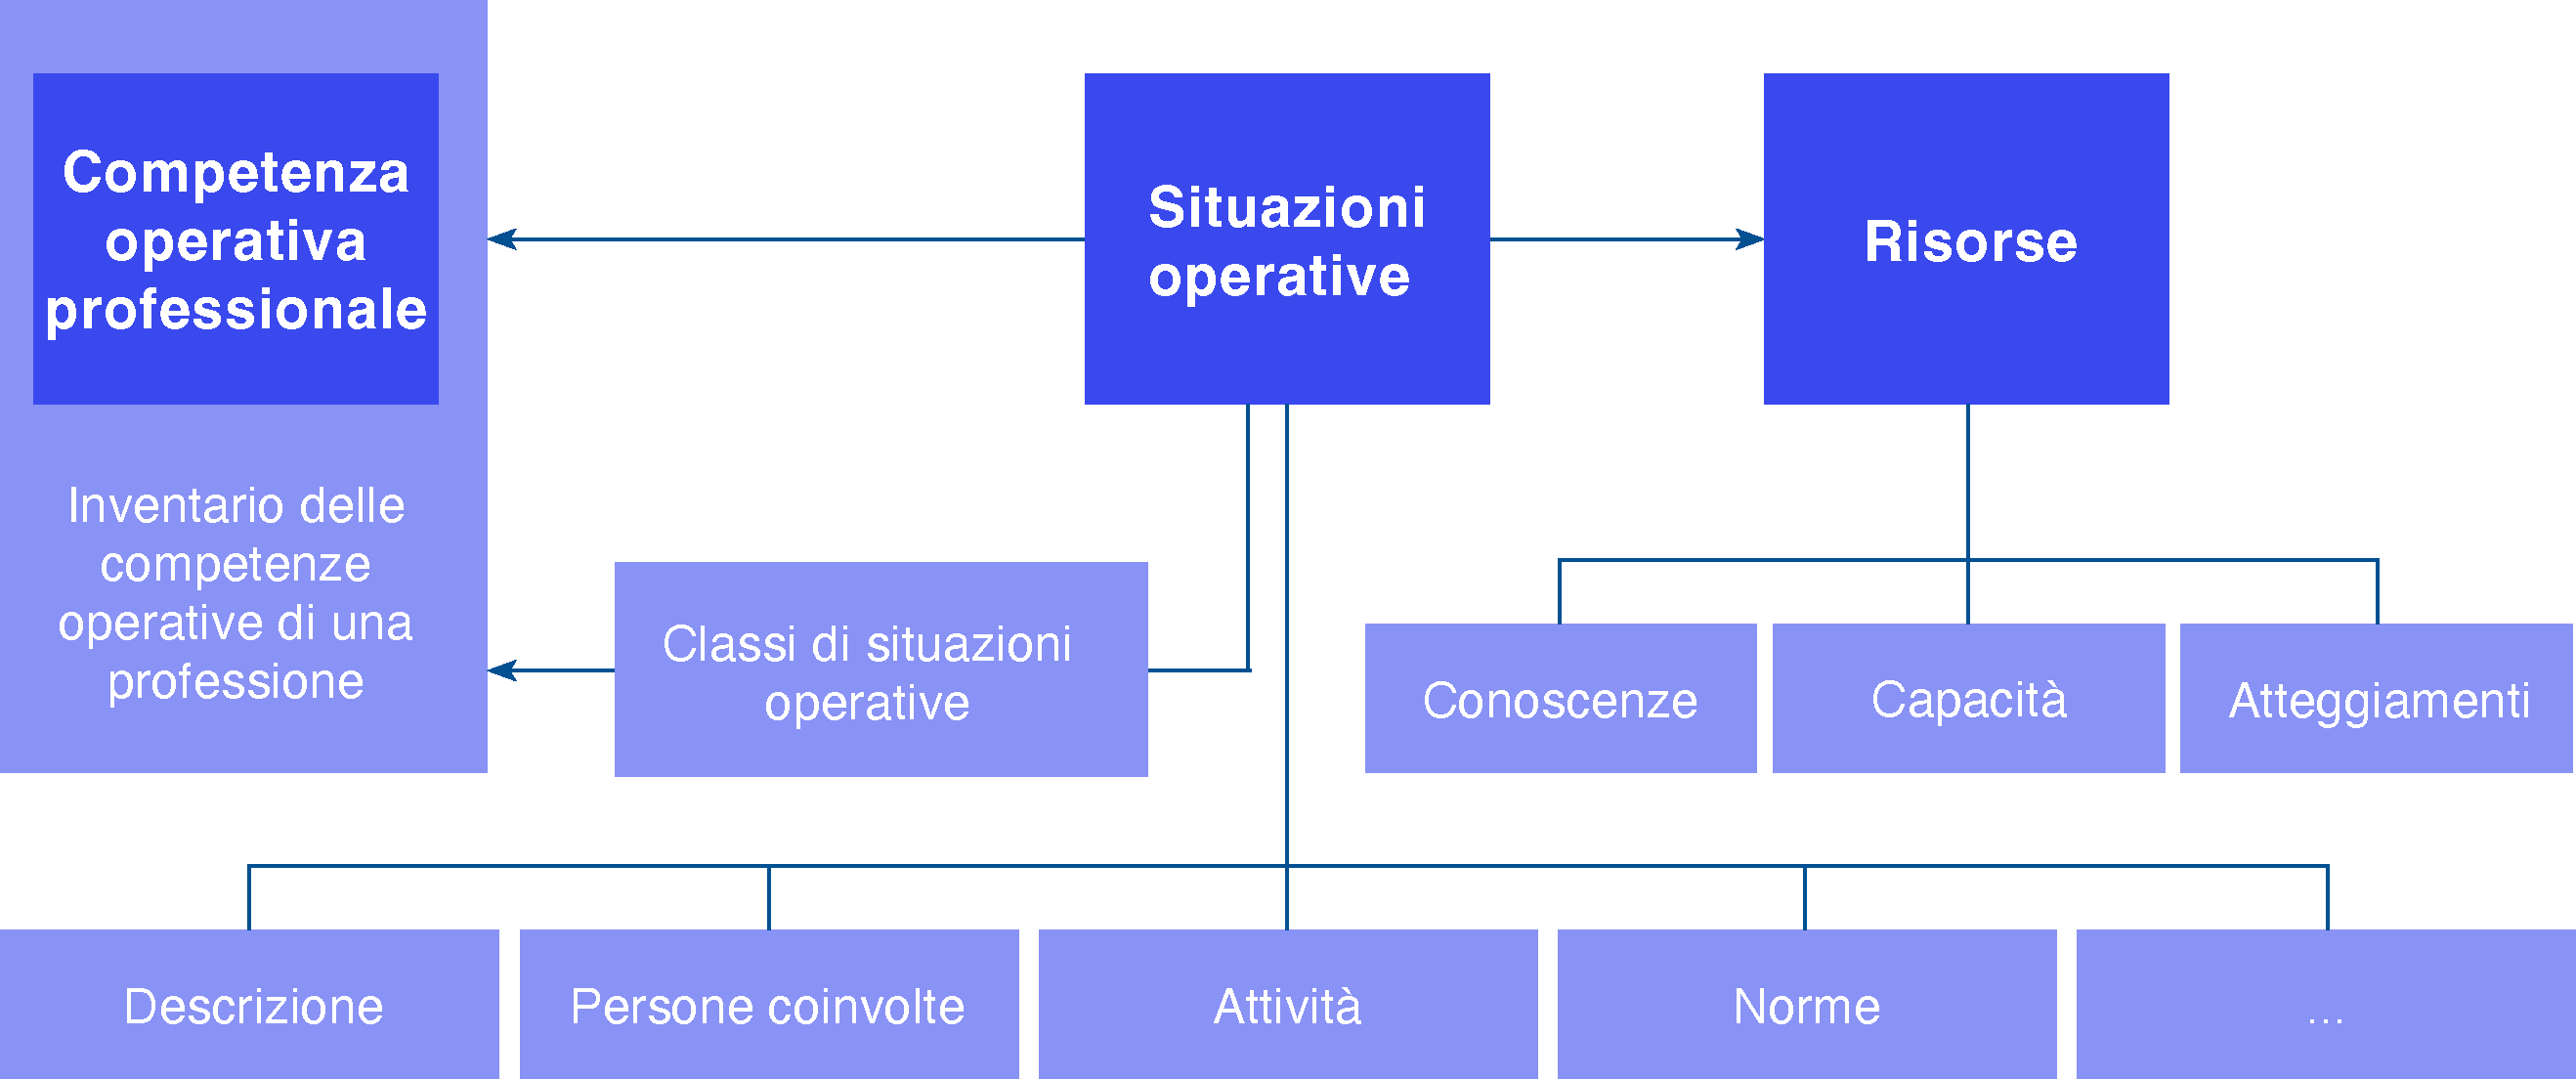 Competenza
operativa
professionale
Situazioni
operative
Risorse
Inventario delle
competenze
operative di una
professione
Classi di situazioni
operative
Conoscenze
Capacità
Atteggiamenti
Descrizione
Persone coinvolte
Attività
Norme
...